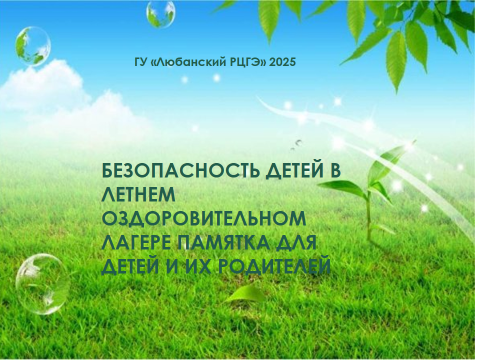 ГУ «Любанский РЦГЭ» 2025
БЕЗОПАСНОСТЬ ДЕТЕЙ В
ЛЕТНЕМ
ОЗДОРОВИТЕЛЬНОМ
ЛАГЕРЕ ПАМЯТКА ДЛЯ
ДЕТЕЙ И ИХ РОДИТЕЛЕЙ